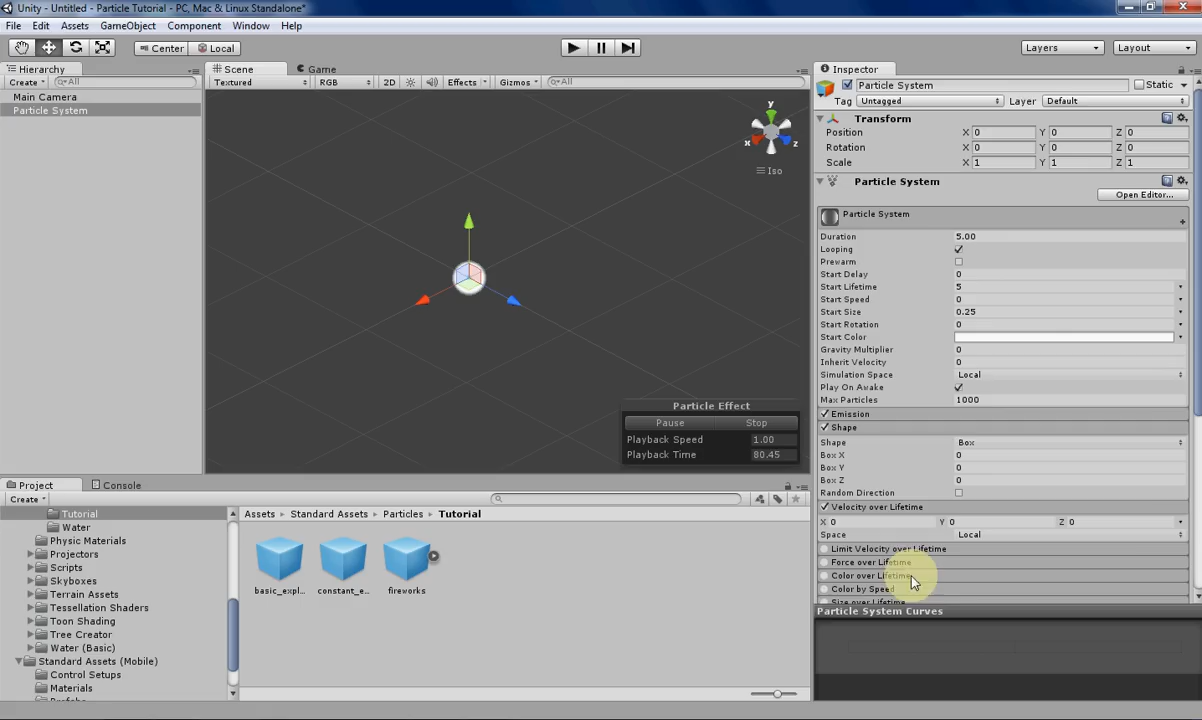 Unity - Untitled - Particle Tutorial - PC, Mac & Linux Standalone*
File Edit Assets GameObject Component Window Help
Center Local Layers Layout
Hierarchy
Create All
Main Camera
Particle System
Scene Game
Textured RGB 2D Effects Gizmos All
y
x z
Iso
Particle Effect
Pause Stop
Playback Speed 1.00
Playback Time 80.45
Project Console
Create
Tutorial
Water
Physic Materials
Projectors
Scripts
Skyboxes
Terrain Assets
Tessellation Shaders
Toon Shading
Tree Creator
Water (Basic)
Standard Assets (Mobile)
Control Setups
Materials
Assets Standard Assets Particles Tutorial
basic_expl... constant_e... fireworks
Inspector
Particle System Static
Tag Untagged Layer Default
Transform
Position X 0 Y 0 Z 0
Rotation X 0 Y 0 Z 0
Scale X 1 Y 1 Z 1
Particle System
Open Editor...
Particle System
Duration 5.00
Looping
Prewarm
Start Delay 0
Start Lifetime 5
Start Speed 0
Start Size 0.25
Start Rotation 0
Start Color
Gravity Multiplier 0
Inherit Velocity 0
Simulation Space Local
Play On Awake
Max Particles 1000
Emission
Shape
Shape Box
Box X 0
Box Y 0
Box Z 0
Random Direction
Velocity over Lifetime
X 0 Y 0 Z 0
Space Local
Limit Velocity over Lifetime
Force over Lifetime
Color over Lifetime
Color by Speed
Size over Lifetime
Particle System Curves